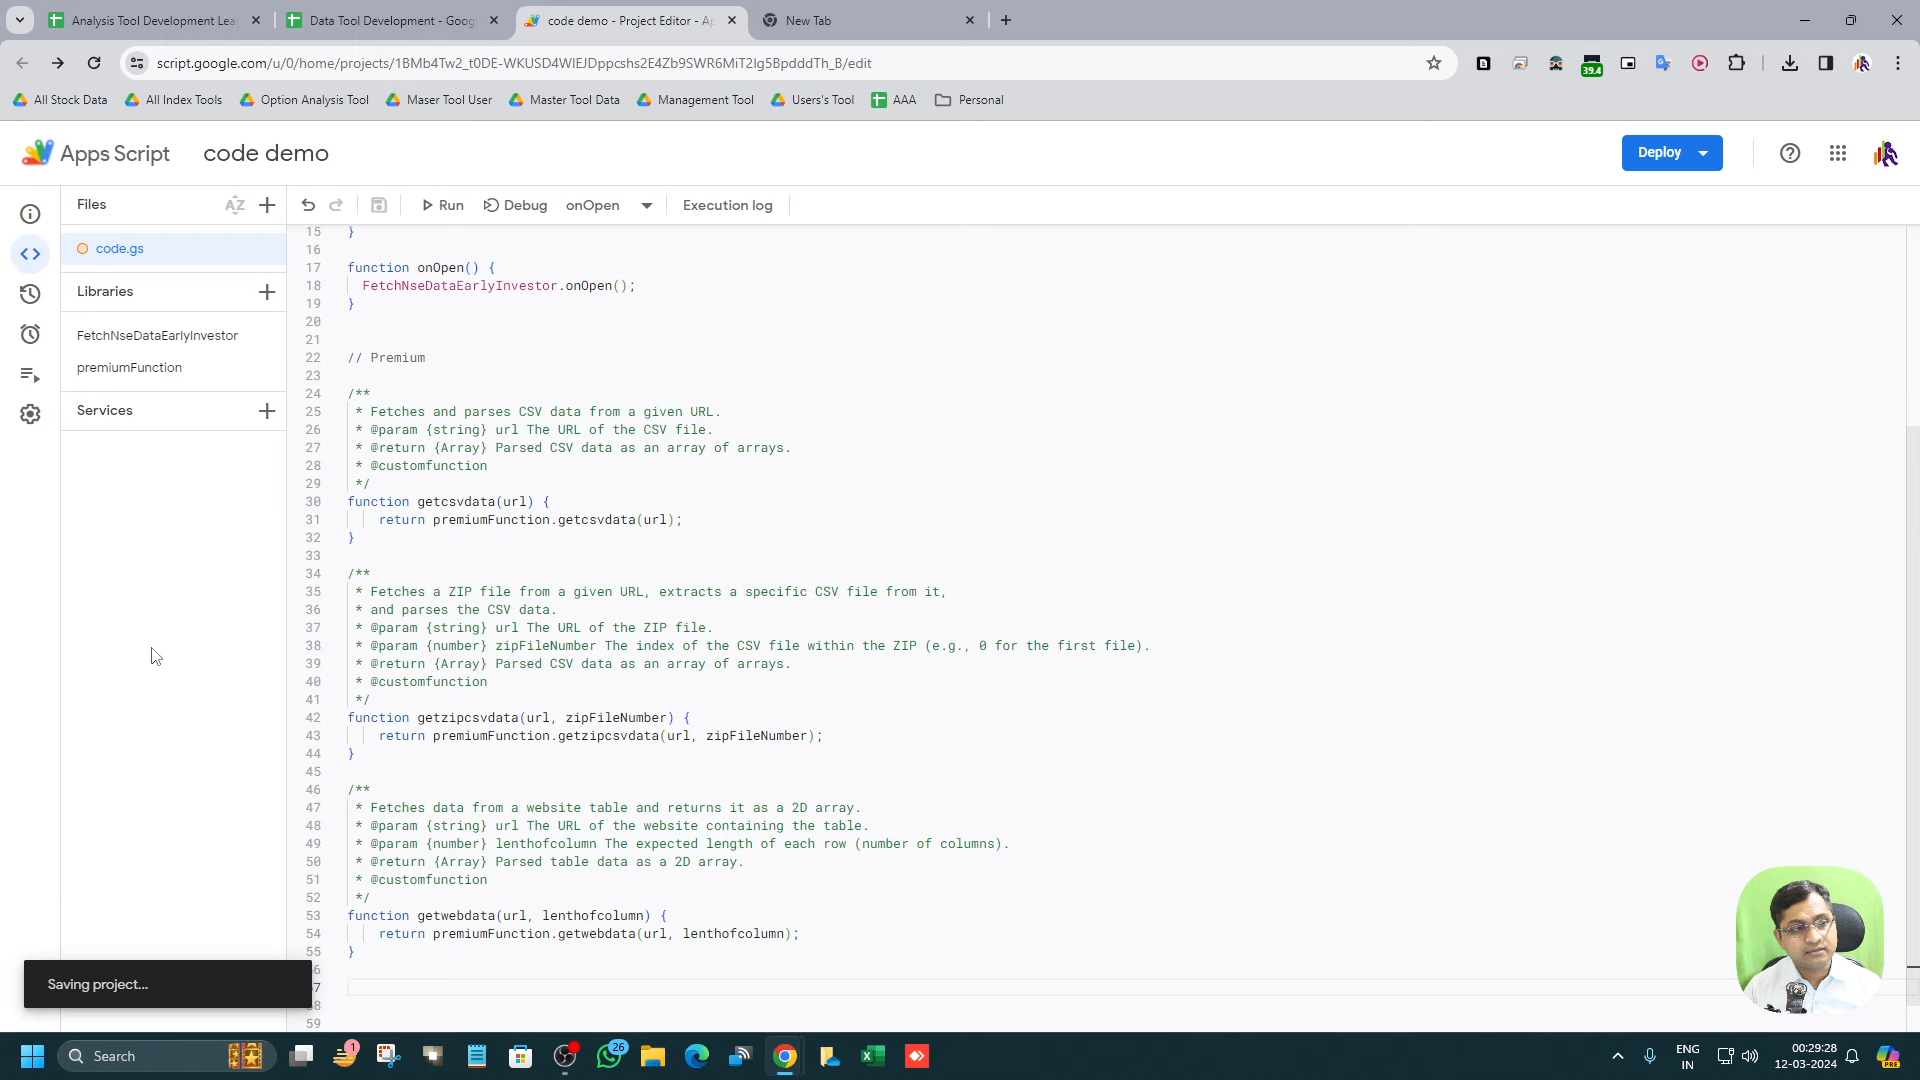 Analysis Tool Development Lea
Data Tool Development - Goog
code demo - Project Editor - Ap
New Tab
script.google.com/u/0/home/projects/1BMb4Tw2_t0DE-WKUSD4WIEJDppcshs2E4Zb9SWR6MiT2Ig5BpdddTh_B/edit
39.4
All Stock Data
All Index Tools
Option Analysis Tool
Maser Tool User
Master Tool Data
Management Tool
Users's Tool
AAA
Personal
Apps Script
code demo
Deploy
Files
AZ
Run
Debug
onOpen
Execution log
code.gs
Libraries
FetchNseDataEarlyInvestor
premiumFunction
Services
15 }
16
17 function onOpen() {
18 FetchNseDataEarlyInvestor.onOpen();
19 }
20
21
22 // Premium
23
24 /**
25 * Fetches and parses CSV data from a given URL.
26 * @param {string} url The URL of the CSV file.
27 * @return {Array} Parsed CSV data as an array of arrays.
28 * @customfunction
29 */
30 function getcsvdata(url) {
31 return premiumFunction.getcsvdata(url);
32 }
33
34 /**
35 * Fetches a ZIP file from a given URL, extracts a specific CSV file from it,
36 * and parses the CSV data.
37 * @param {string} url The URL of the ZIP file.
38 * @param {number} zipFileNumber The index of the CSV file within the ZIP (e.g., 0 for the first file).
39 * @return {Array} Parsed CSV data as an array of arrays.
40 * @customfunction
41 */
42 function getzipcsvdata(url, zipFileNumber) {
43 return premiumFunction.getzipcsvdata(url, zipFileNumber);
44 }
45
46 /**
47 * Fetches data from a website table and returns it as a 2D array.
48 * @param {string} url The URL of the website containing the table.
49 * @param {number} lenthofcolumn The expected length of each row (number of columns).
50 * @return {Array} Parsed table data as a 2D array.
51 * @customfunction
52 */
53 function getwebdata(url, lenthofcolumn) {
54 return premiumFunction.getwebdata(url, lenthofcolumn);
55 }
6
7
8
59
Saving project...
Search
1
26
ENG
IN
00:29:28
12-03-2024
PRE